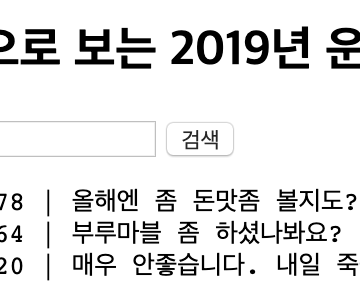 으로 보는 2019년 운
검색
78 | 올해엔 좀 돈맛좀 볼지도?
64 | 부루마블 좀 하셨나봐요?
20 | 매우 안좋습니다. 내일 죽